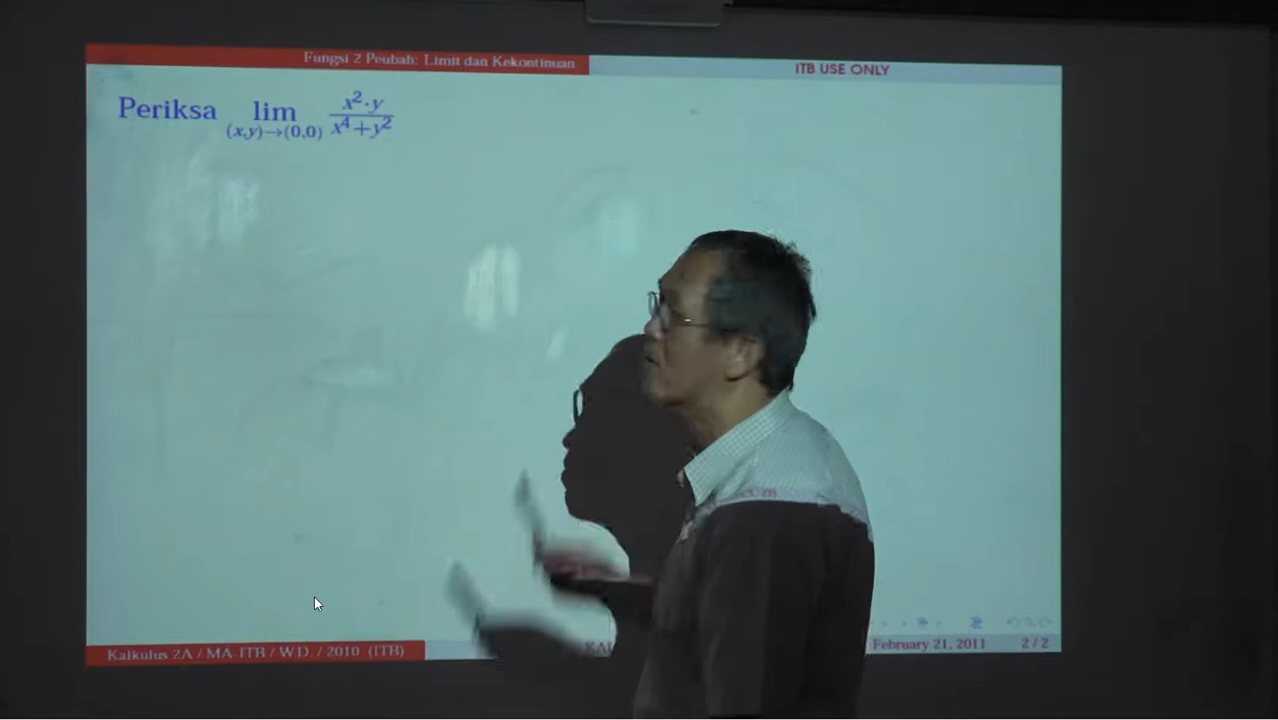 Fungsi 2 Peubah: Limit dan Kekontinuan
ITB USE ONLY
Periksa lim (x,y)→(0,0) x²·y / x⁴+y²
Kalkulus 2A / MA-ITB / W.D. / 2010 (ITB)
February 21, 2011 2 / 2